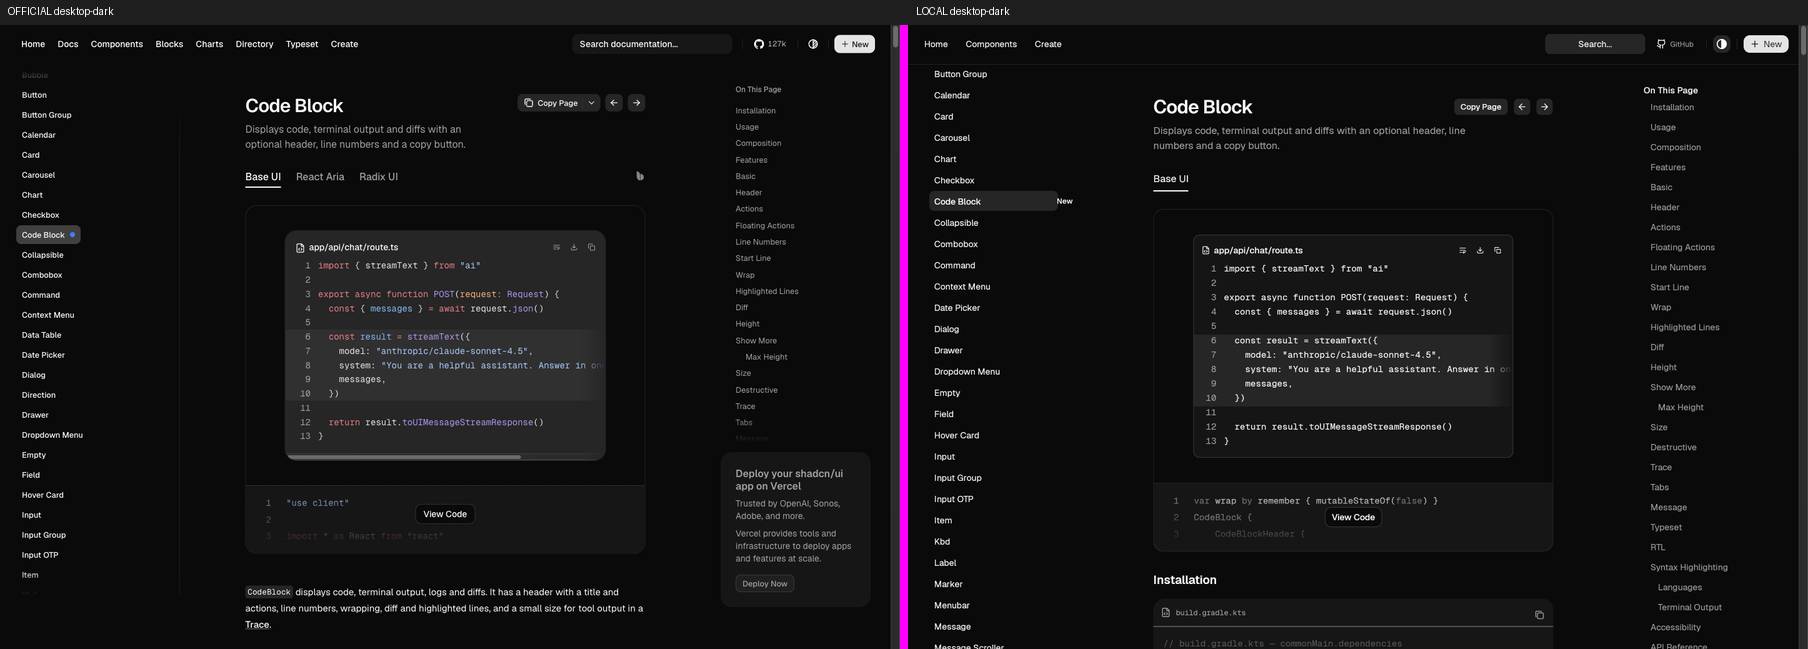 OFFICIAL desktop-dark
Home Docs Components Blocks Charts Directory Typeset Create
Search documentation...
127k
New
Bubble
Button
Button Group
Calendar
Card
Carousel
Chart
Checkbox
Code Block
Collapsible
Combobox
Command
Context Menu
Data Table
Date Picker
Dialog
Direction
Drawer
Dropdown Menu
Empty
Field
Hover Card
Input
Input Group
Input OTP
Item
Code Block
Copy Page
Displays code, terminal output and diffs with an
optional header, line numbers and a copy button.
Base UI React Aria Radix UI
app/api/chat/route.ts
1 import { streamText } from "ai"
2
3 export async function POST(request: Request) {
4 const { messages } = await request.json()
5
6 const result = streamText({
7 model: "anthropic/claude-sonnet-4.5",
8 system: "You are a helpful assistant. Answer in on
9 messages,
10 })
11
12 return result.toUIMessageStreamResponse()
13 }
1 "use client"
2
3 import * as React from "react"
View Code
CodeBlock displays code, terminal output, logs and diffs. It has a header with a title and
actions, line numbers, wrapping, diff and highlighted lines, and a small size for tool output in a
Trace.
On This Page
Installation
Usage
Composition
Features
Basic
Header
Actions
Floating Actions
Line Numbers
Start Line
Wrap
Highlighted Lines
Diff
Height
Show More
Max Height
Size
Destructive
Trace
Tabs
Message
Deploy your shadcn/ui
app on Vercel
Trusted by OpenAI, Sonos,
Adobe, and more.
Vercel provides tools and
infrastructure to deploy apps
and features at scale.
Deploy Now
LOCAL desktop-dark
Home Components Create
Search...
GitHub
New
Button Group
Calendar
Card
Carousel
Chart
Checkbox
Code Block New
Collapsible
Combobox
Command
Context Menu
Date Picker
Dialog
Drawer
Dropdown Menu
Empty
Field
Hover Card
Input
Input Group
Input OTP
Item
Kbd
Label
Marker
Menubar
Message
Message Scroller
Code Block
Copy Page
Displays code, terminal output and diffs with an optional header, line
numbers and a copy button.
Base UI
app/api/chat/route.ts
1 import { streamText } from "ai"
2
3 export async function POST(request: Request) {
4 const { messages } = await request.json()
5
6 const result = streamText({
7 model: "anthropic/claude-sonnet-4.5",
8 system: "You are a helpful assistant. Answer in on
9 messages,
10 })
11
12 return result.toUIMessageStreamResponse()
13 }
1 var wrap by remember { mutableStateOf(false) }
2 CodeBlock {
3 CodeBlockHeader {
View Code
Installation
build.gradle.kts
// build.gradle.kts — commonMain.dependencies
On This Page
Installation
Usage
Composition
Features
Basic
Header
Actions
Floating Actions
Line Numbers
Start Line
Wrap
Highlighted Lines
Diff
Height
Show More
Max Height
Size
Destructive
Trace
Tabs
Message
Typeset
RTL
Syntax Highlighting
Languages
Terminal Output
Accessibility
API Reference